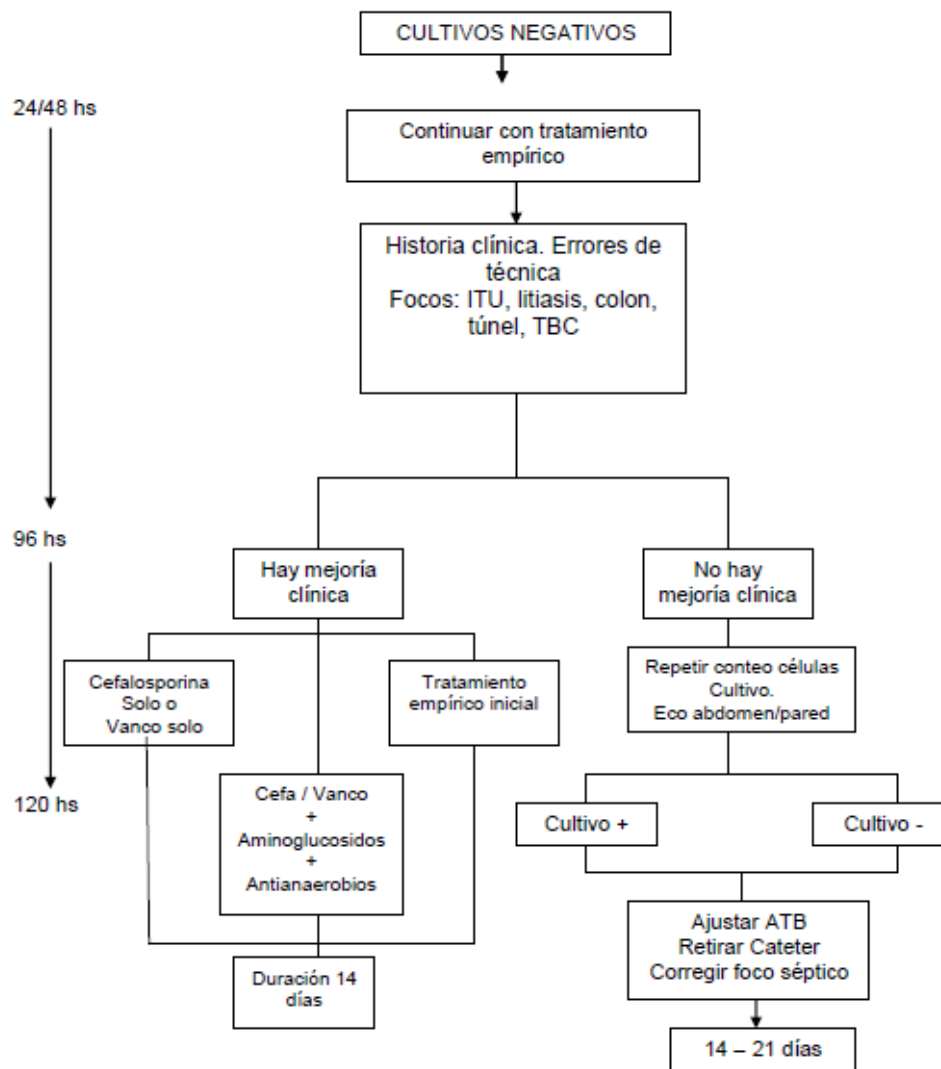 CULTIVOS NEGATIVOS
24/48 hs
Continuar con tratamiento
empírico
Historia clínica. Errores de
técnica
Focos: ITU, litiasis, colon,
túnel, TBC
96 hs
Hay mejoría
clínica
No hay
mejoría clínica
Cefalosporina
Solo o
Vanco solo
Tratamiento
empírico inicial
Repetir conteo células
Cultivo.
Eco abdomen/pared
120 hs
Cefa / Vanco
+
Aminoglucosidos
+
Antianaerobios
Cultivo +
Cultivo -
Ajustar ATB
Retirar Cateter
Corregir foco séptico
Duración 14
días
14 – 21 días